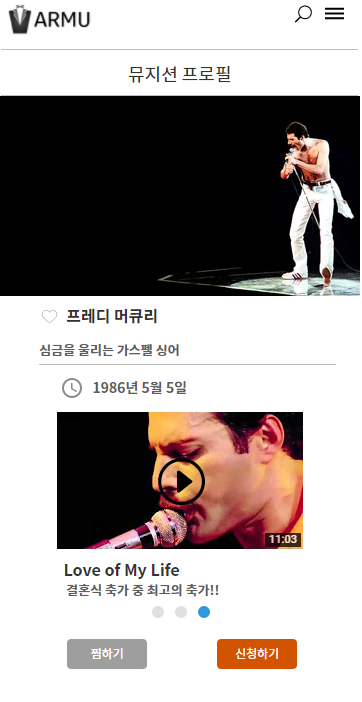 ARMU
뮤지션 프로필
프레디 머큐리
심금을 울리는 가스펠 싱어
1986년 5월 5일
11:03
Love of My Life
결혼식 축가 중 최고의 축가!!
찜하기
신청하기